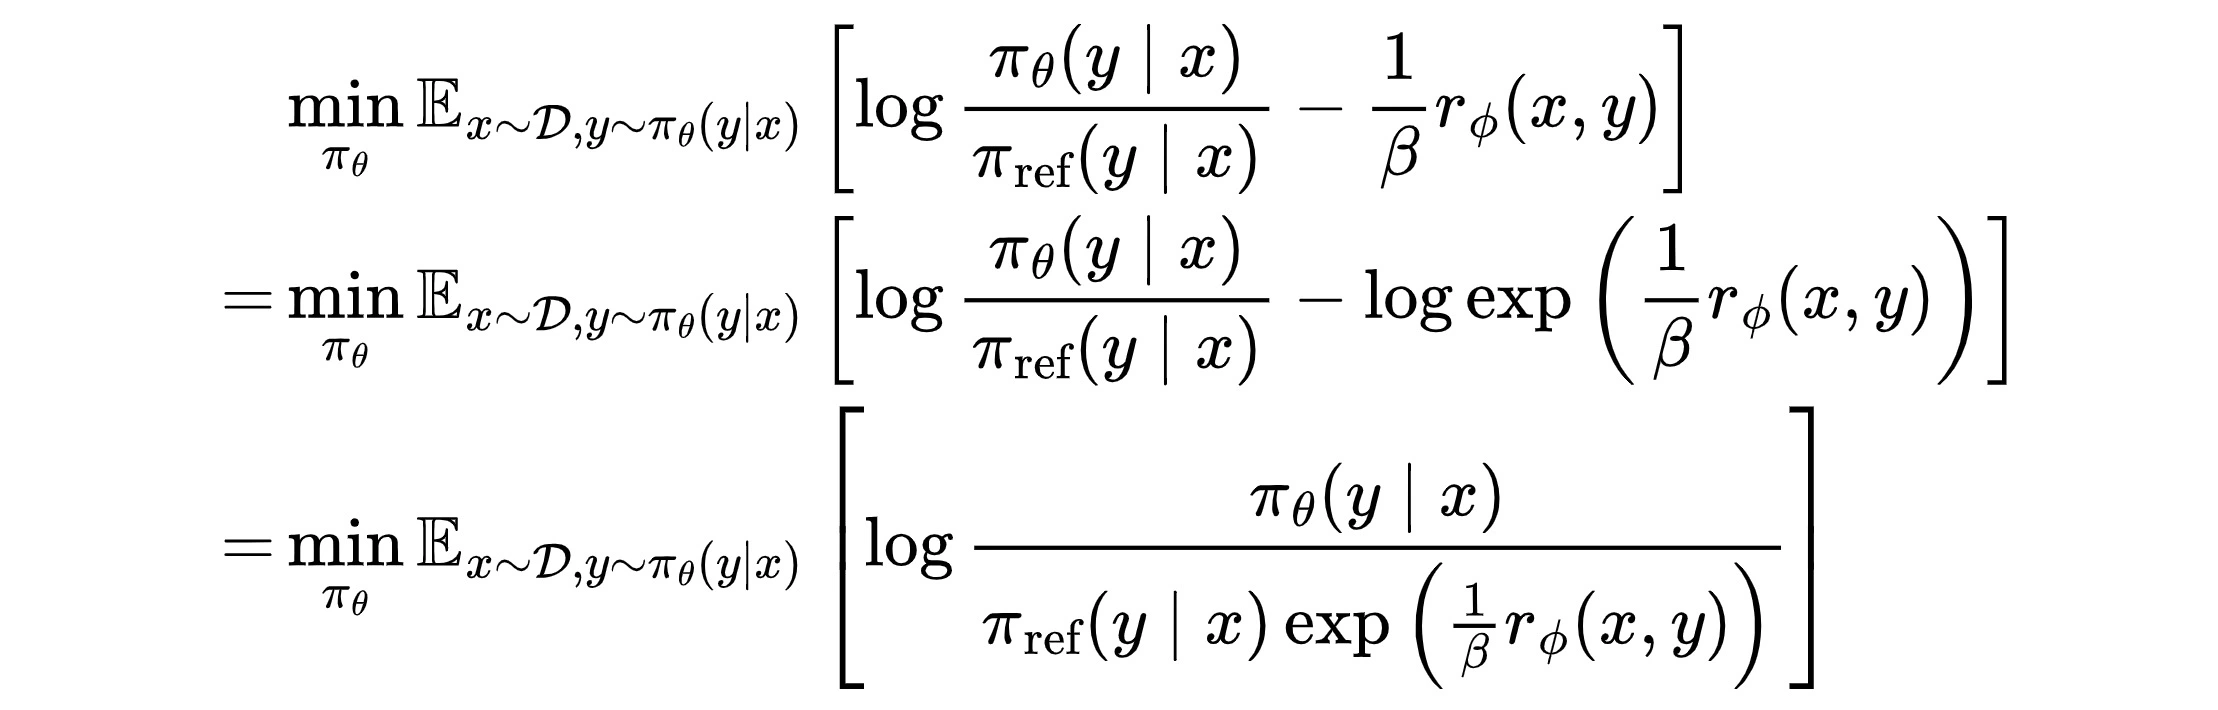 \min_{\pi_\theta} \mathbb{E}_{x \sim \mathcal{D}, y \sim \pi_\theta(y|x)} \left[ \log \frac{\pi_\theta(y \mid x)}{\pi_{\text{ref}}(y \mid x)} - \frac{1}{\beta} r_\phi(x, y) \right]
= \min_{\pi_\theta} \mathbb{E}_{x \sim \mathcal{D}, y \sim \pi_\theta(y|x)} \left[ \log \frac{\pi_\theta(y \mid x)}{\pi_{\text{ref}}(y \mid x)} - \log \exp \left( \frac{1}{\beta} r_\phi(x, y) \right) \right]
= \min_{\pi_\theta} \mathbb{E}_{x \sim \mathcal{D}, y \sim \pi_\theta(y|x)} \left[ \log \frac{\pi_\theta(y \mid x)}{\pi_{\text{ref}}(y \mid x) \exp \left( \frac{1}{\beta} r_\phi(x, y) \right)} \right]